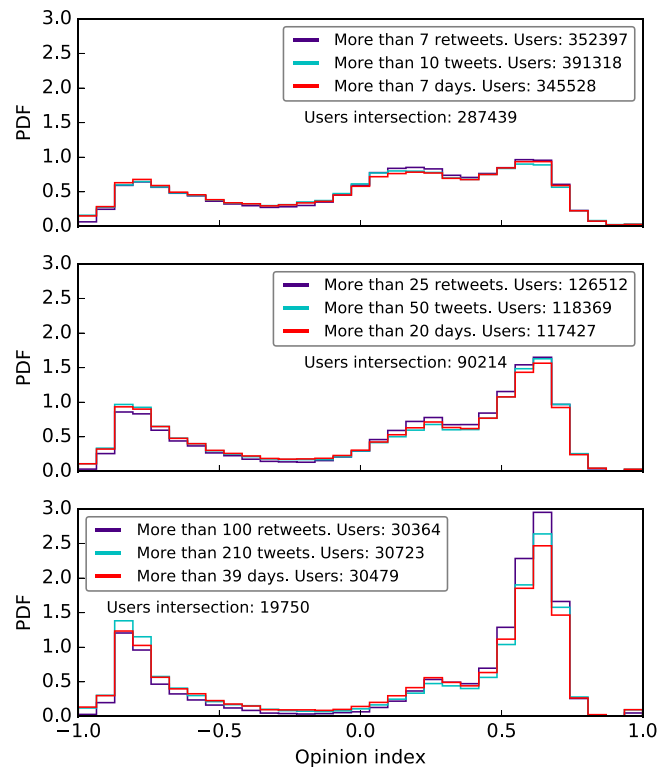 3.0
2.5
2.0
1.5
1.0
0.5
0.0
PDF
More than 7 retweets. Users: 352397
More than 10 tweets. Users: 391318
More than 7 days. Users: 345528
Users intersection: 287439
3.0
2.5
2.0
1.5
1.0
0.5
0.0
PDF
More than 25 retweets. Users: 126512
More than 50 tweets. Users: 118369
More than 20 days. Users: 117427
Users intersection: 90214
3.0
2.5
2.0
1.5
1.0
0.5
0.0
PDF
More than 100 retweets. Users: 30364
More than 210 tweets. Users: 30723
More than 39 days. Users: 30479
Users intersection: 19750
−1.0 −0.5 0.0 0.5 1.0
Opinion index